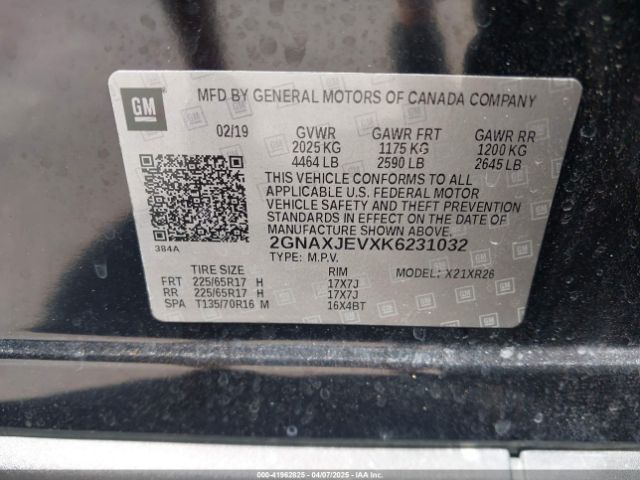 GM
MFD BY GENERAL MOTORS OF CANADA COMPANY
02/19 GVWR GAWR FRT GAWR RR
2025 KG 1175 KG 1200 KG
4464 LB 2590 LB 2645 LB
THIS VEHICLE CONFORMS TO ALL
APPLICABLE U.S. FEDERAL MOTOR
VEHICLE SAFETY AND THEFT PREVENTION
STANDARDS IN EFFECT ON THE DATE OF
MANUFACTURE SHOWN ABOVE.
384A
2GNAXJEVXK6231032
TYPE: M.P.V. MODEL: X21XR26
TIRE SIZE RIM
FRT 225/65R17 H 17X7J
RR 225/65R17 H 17X7J
SPA T135/70R16 M 16X4BT
000-41962825 04/07/2025 IAAI.COM